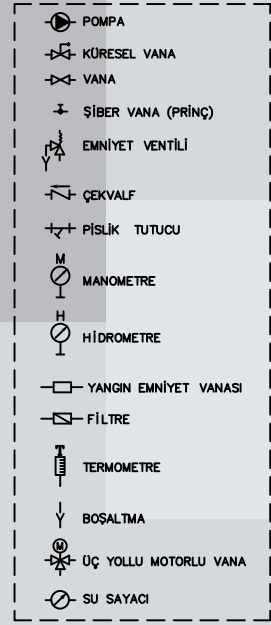 POMPA
KÜRESEL VANA
VANA
ŞİBER VANA (PRİNÇ)
EMNİYET VENTİLİ
ÇEKVALF
PİSLİK TUTUCU
M
MANOMETRE
H
HİDROMETRE
YANGIN EMNİYET VANASI
FİLTRE
T
TERMOMETRE
BOŞALTMA
M
ÜÇ YOLLU MOTORLU VANA
SU SAYACI